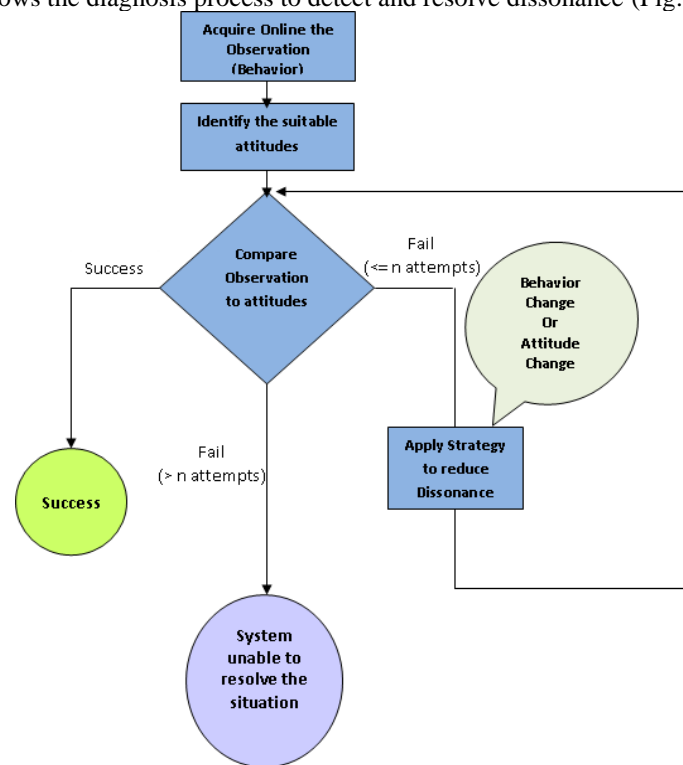 ows the diagnosis process to detect and resolve dissonance (Fig.
Acquire Online the
Observation
(Behavior)
Identify the suitable
attitudes
Compare
Observation
to attitudes
Success
Fail
(<= n attempts)
Behavior
Change
Or
Attitude
Change
Apply Strategy
to reduce
Dissonance
Fail
(> n attempts)
Success
System
unable to
resolve the
situation